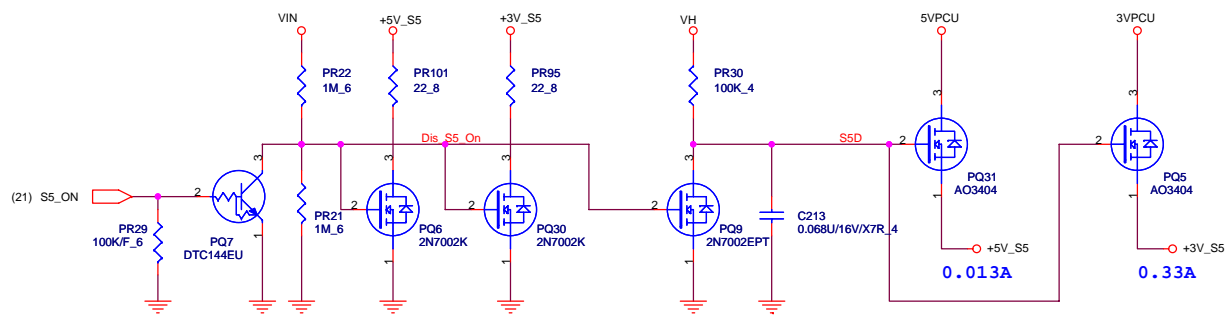 VIN
+5V_S5
+3V_S5
VH
5VPCU
3VPCU
PR22
1M_6
PR101
22_8
PR95
22_8
PR30
100K_4
3
3
Dis_S5_On
S5D
2
2
PQ31
AO3404
PQ5
AO3404
3
3
3
3
(21) S5_ON
2
PR29
100K/F_6
PQ7
DTC144EU
1
PR21
1M_6
2
PQ6
2N7002K
1
2
PQ30
2N7002K
1
2
PQ9
2N7002EPT
1
C213
0.068U/16V/X7R_4
1
1
+5V_S5
+3V_S5
0.013A
0.33A